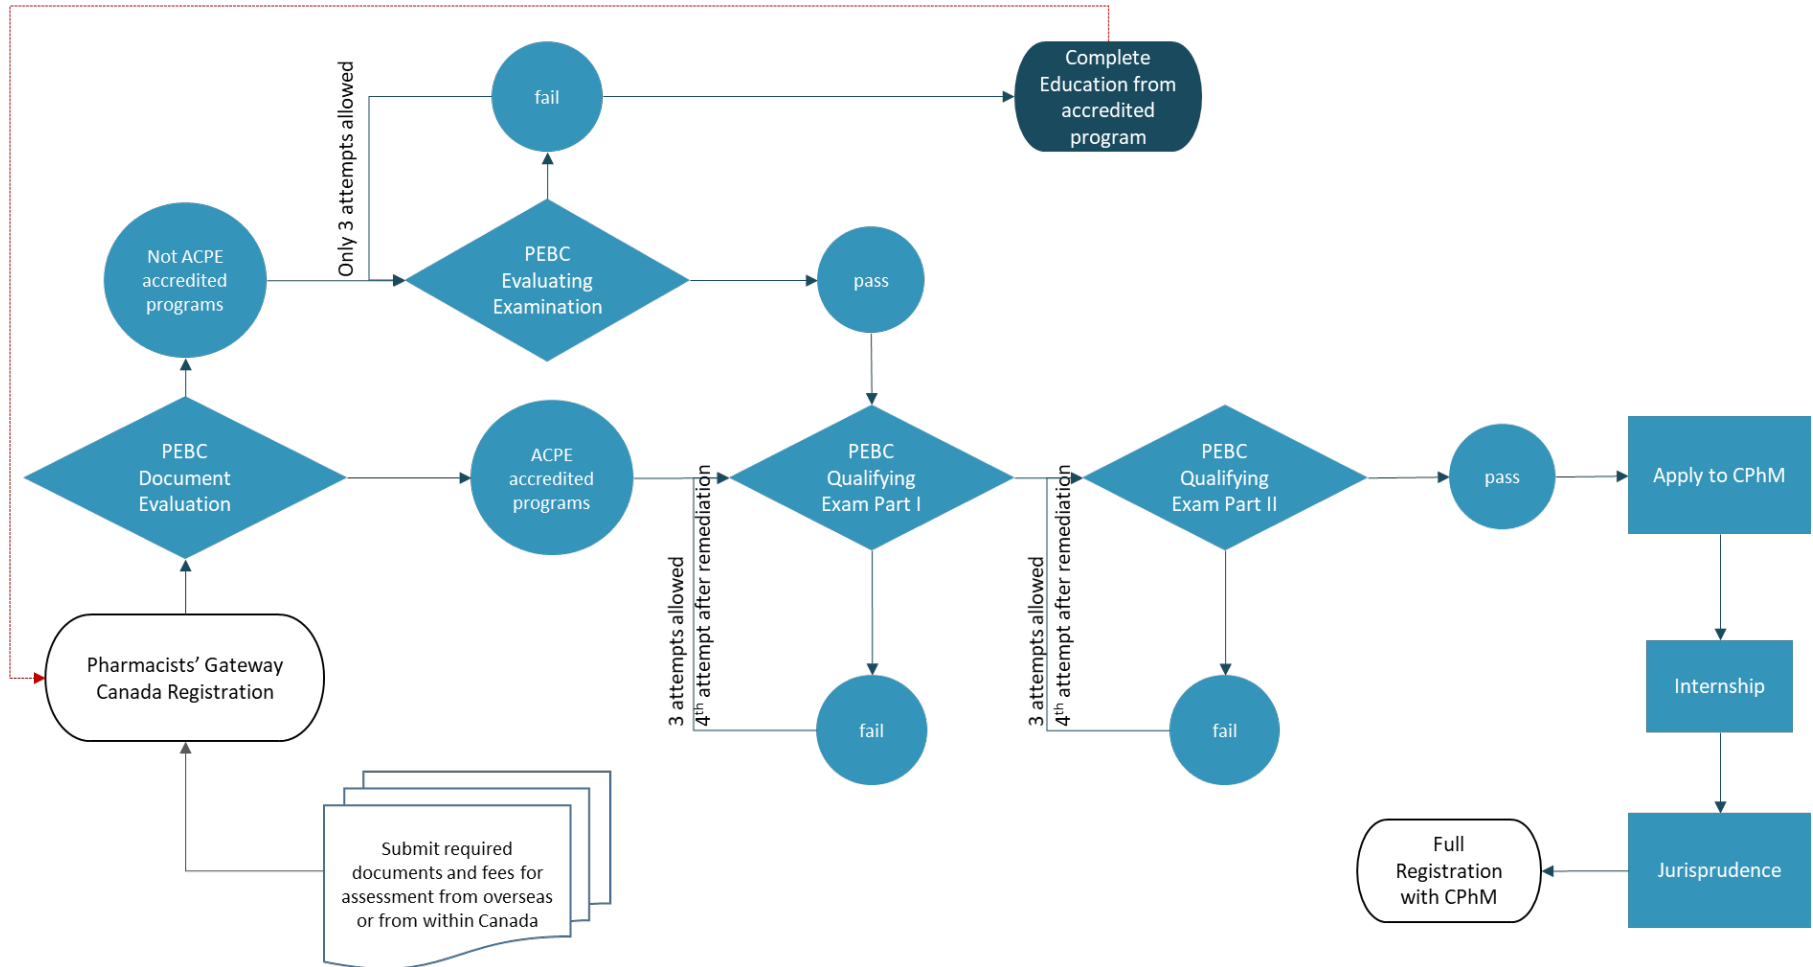 Complete
Education from
accredited
program
fail
Only 3 attempts allowed
Not ACPE
accredited
programs
PEBC
Evaluating
Examination
pass
PEBC
Document
Evaluation
ACPE
accredited
programs
PEBC
Qualifying
Exam Part I
PEBC
Qualifying
Exam Part II
pass
Apply to CPhM
3 attempts allowed
4th attempt after remediation
3 attempts allowed
4th attempt after remediation
Pharmacists’ Gateway
Canada Registration
fail
fail
Internship
Submit required
documents and fees for
assessment from overseas
or from within Canada
Full
Registration
with CPhM
Jurisprudence